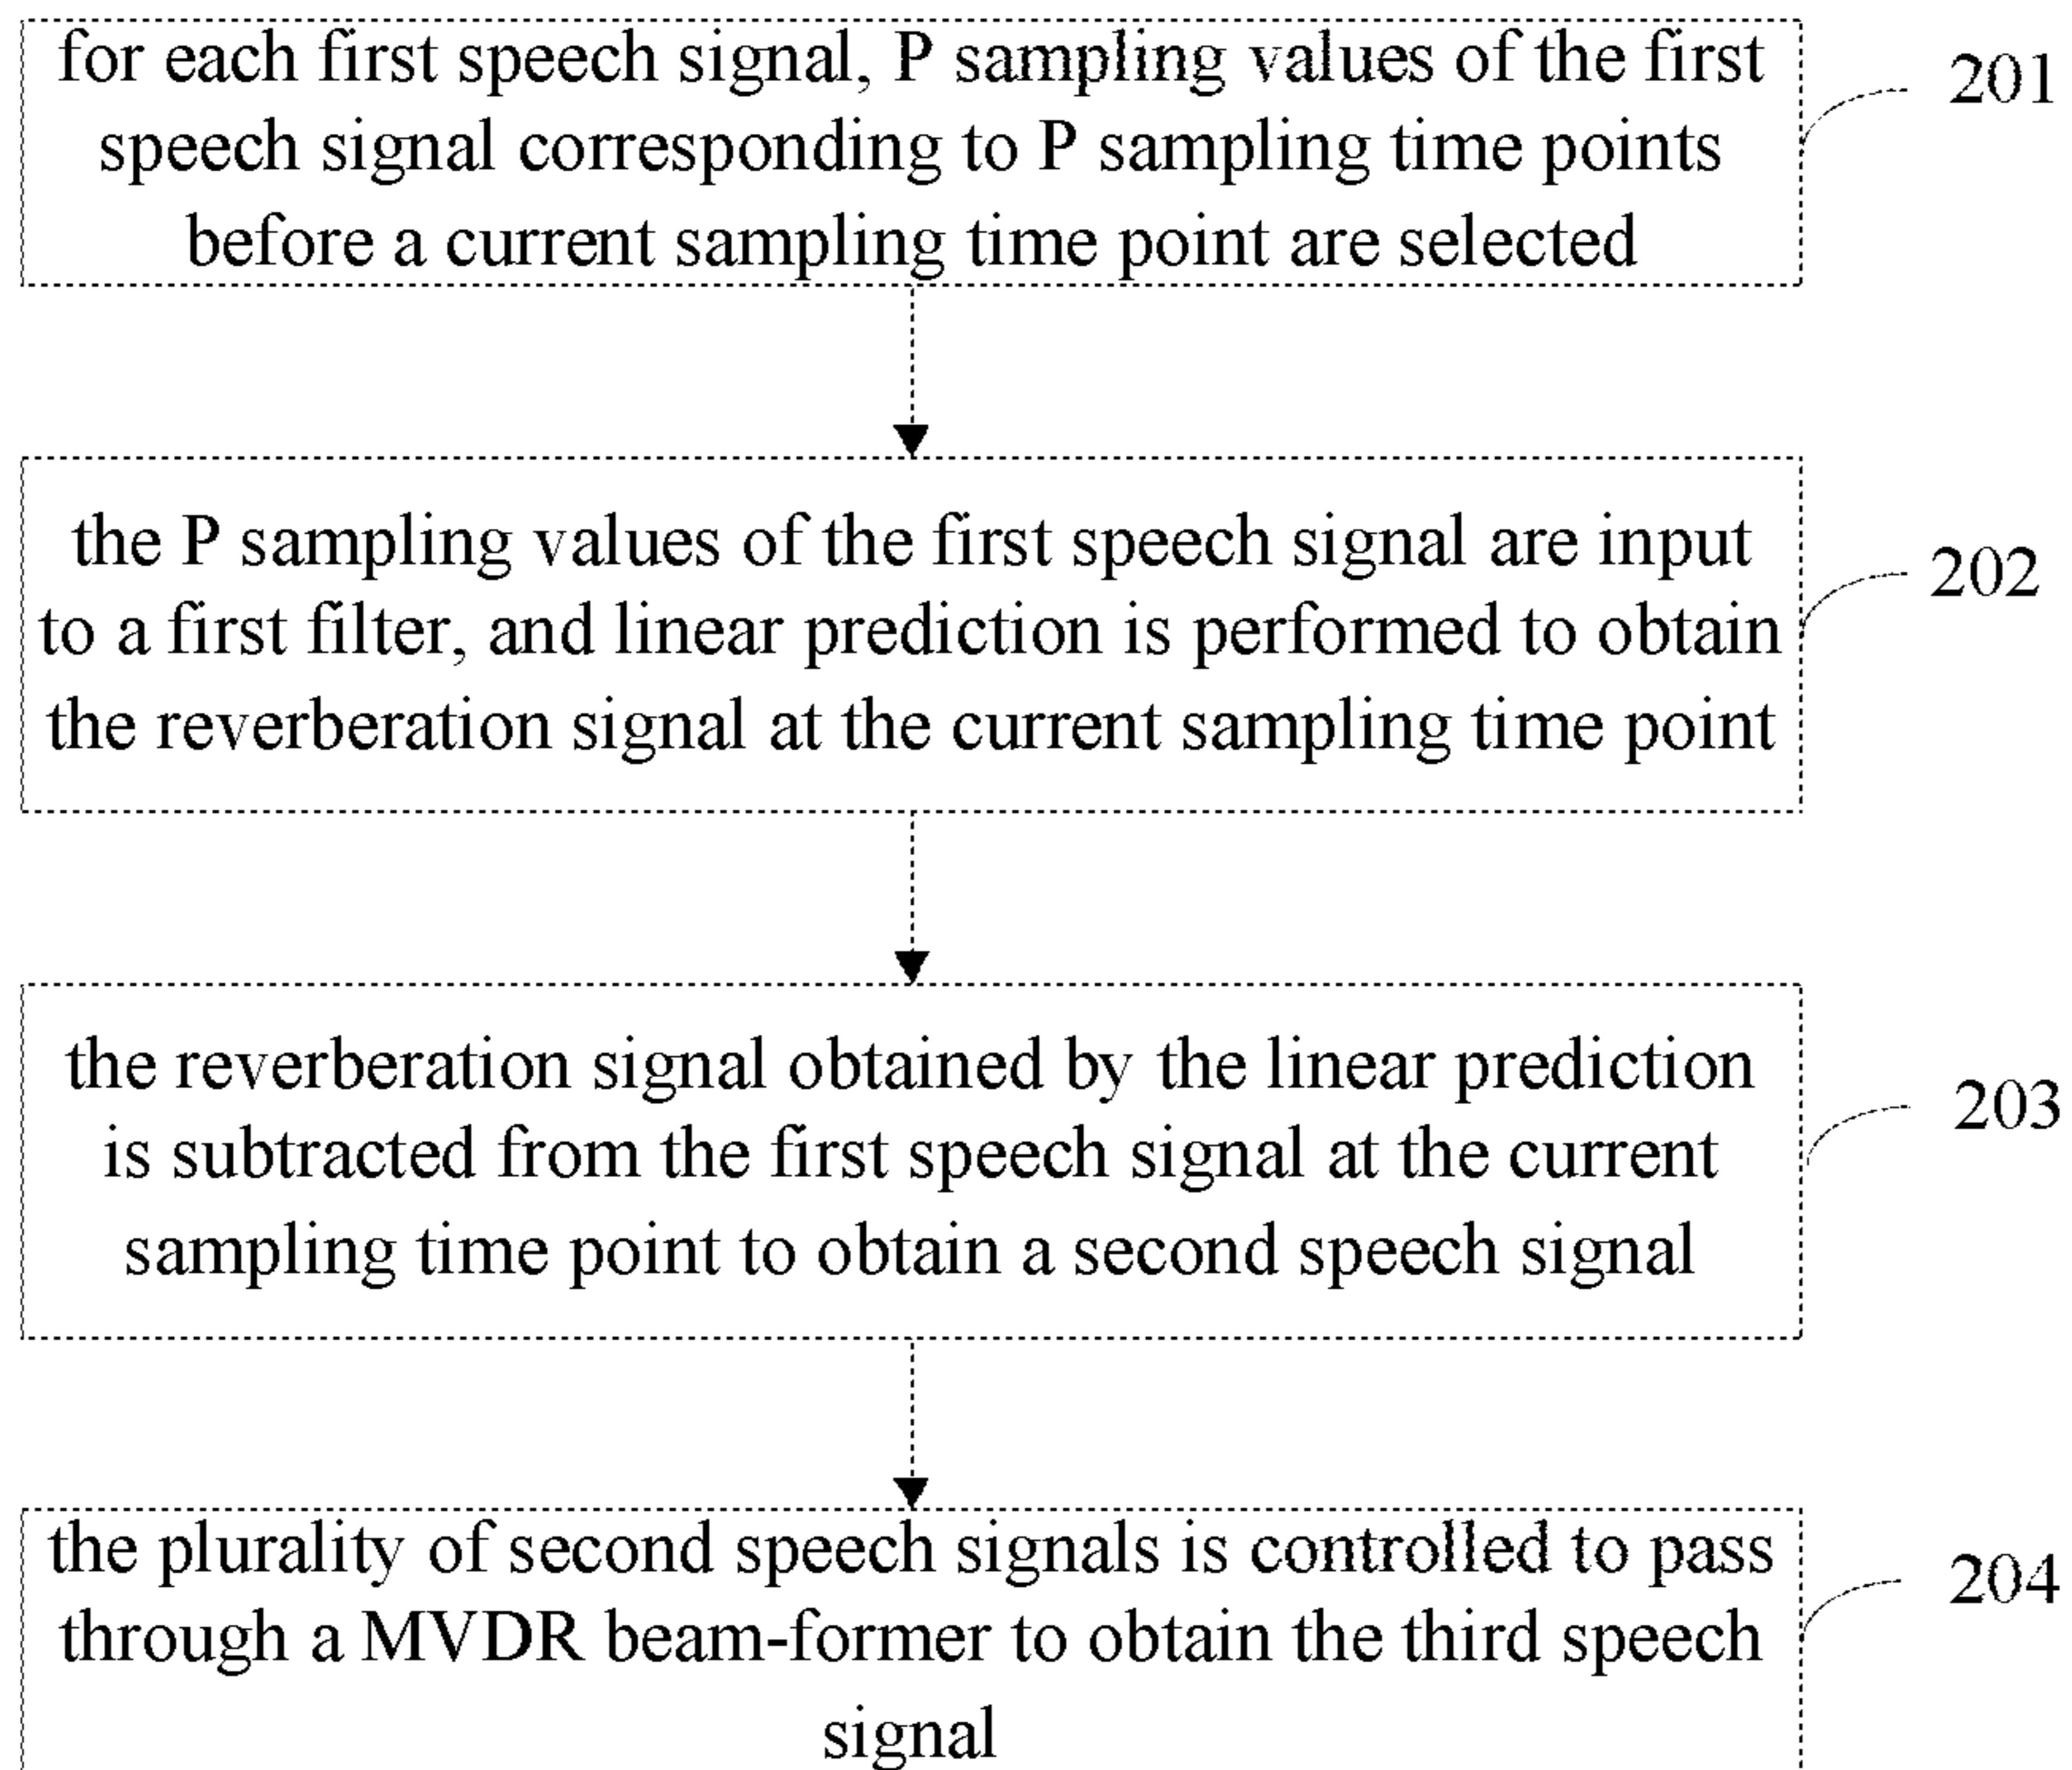 for each first speech signal, P sampling values of the first
speech signal corresponding to P sampling time points
before a current sampling time point are selected
201
the P sampling values of the first speech signal are input
to a first filter, and linear prediction is performed to obtain
the reverberation signal at the current sampling time point
202
the reverberation signal obtained by the linear prediction
is subtracted from the first speech signal at the current
sampling time point to obtain a second speech signal
203
the plurality of second speech signals is controlled to pass
through a MVDR beam-former to obtain the third speech
signal
204